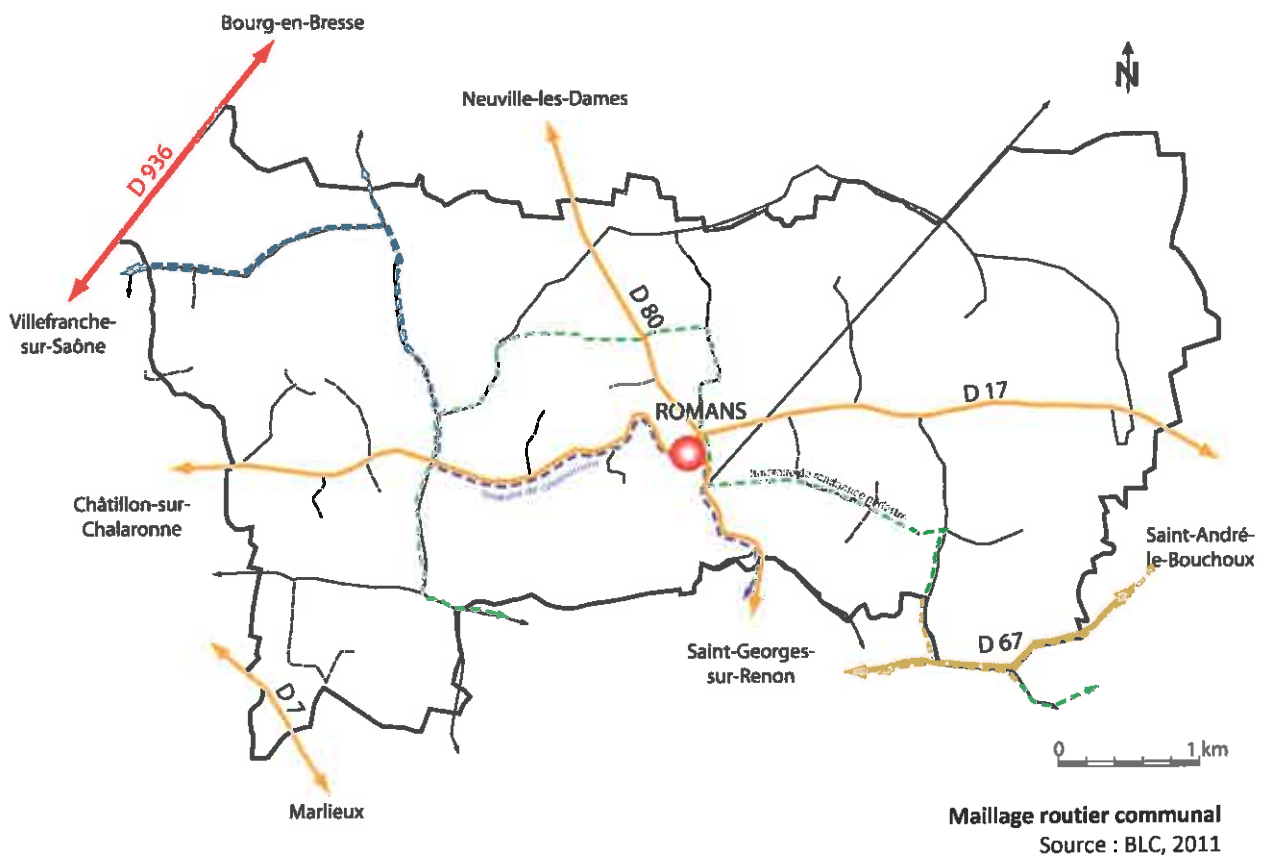 Bourg-en-Bresse
N
Neuville-les-Dames
D 936
Villefranche-
sur-Saône
D 80
ROMANS
D 17
Châtillon-sur-
Chalaronne
Saint-André-
le-Bouchoux
Saint-Georges-
sur-Renon
D 67
D 7
Marlieux
0 1 km
Maillage routier communal
Source : BLC, 2011